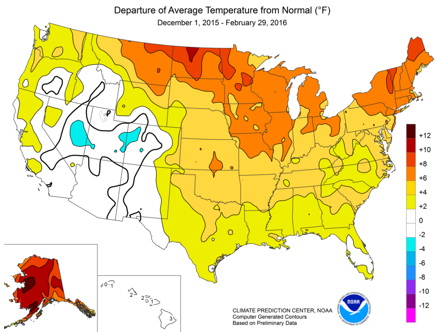 Departure of Average Temperature from Normal (°F)
December 1, 2015 - February 29, 2016
+12
+10
+8
+6
+4
+2
0
-2
-4
-6
-8
-10
-12
NOAA
CLIMATE PREDICTION CENTER, NOAA
Computer Generated Contours
Based on Preliminary Data